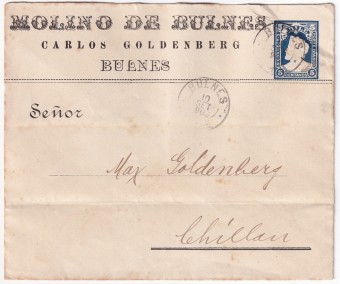 MOLINO DE BULNES
CARLOS GOLDENBERG
BULNES
BULNES
Señor
Max Goldenberg
Chillan